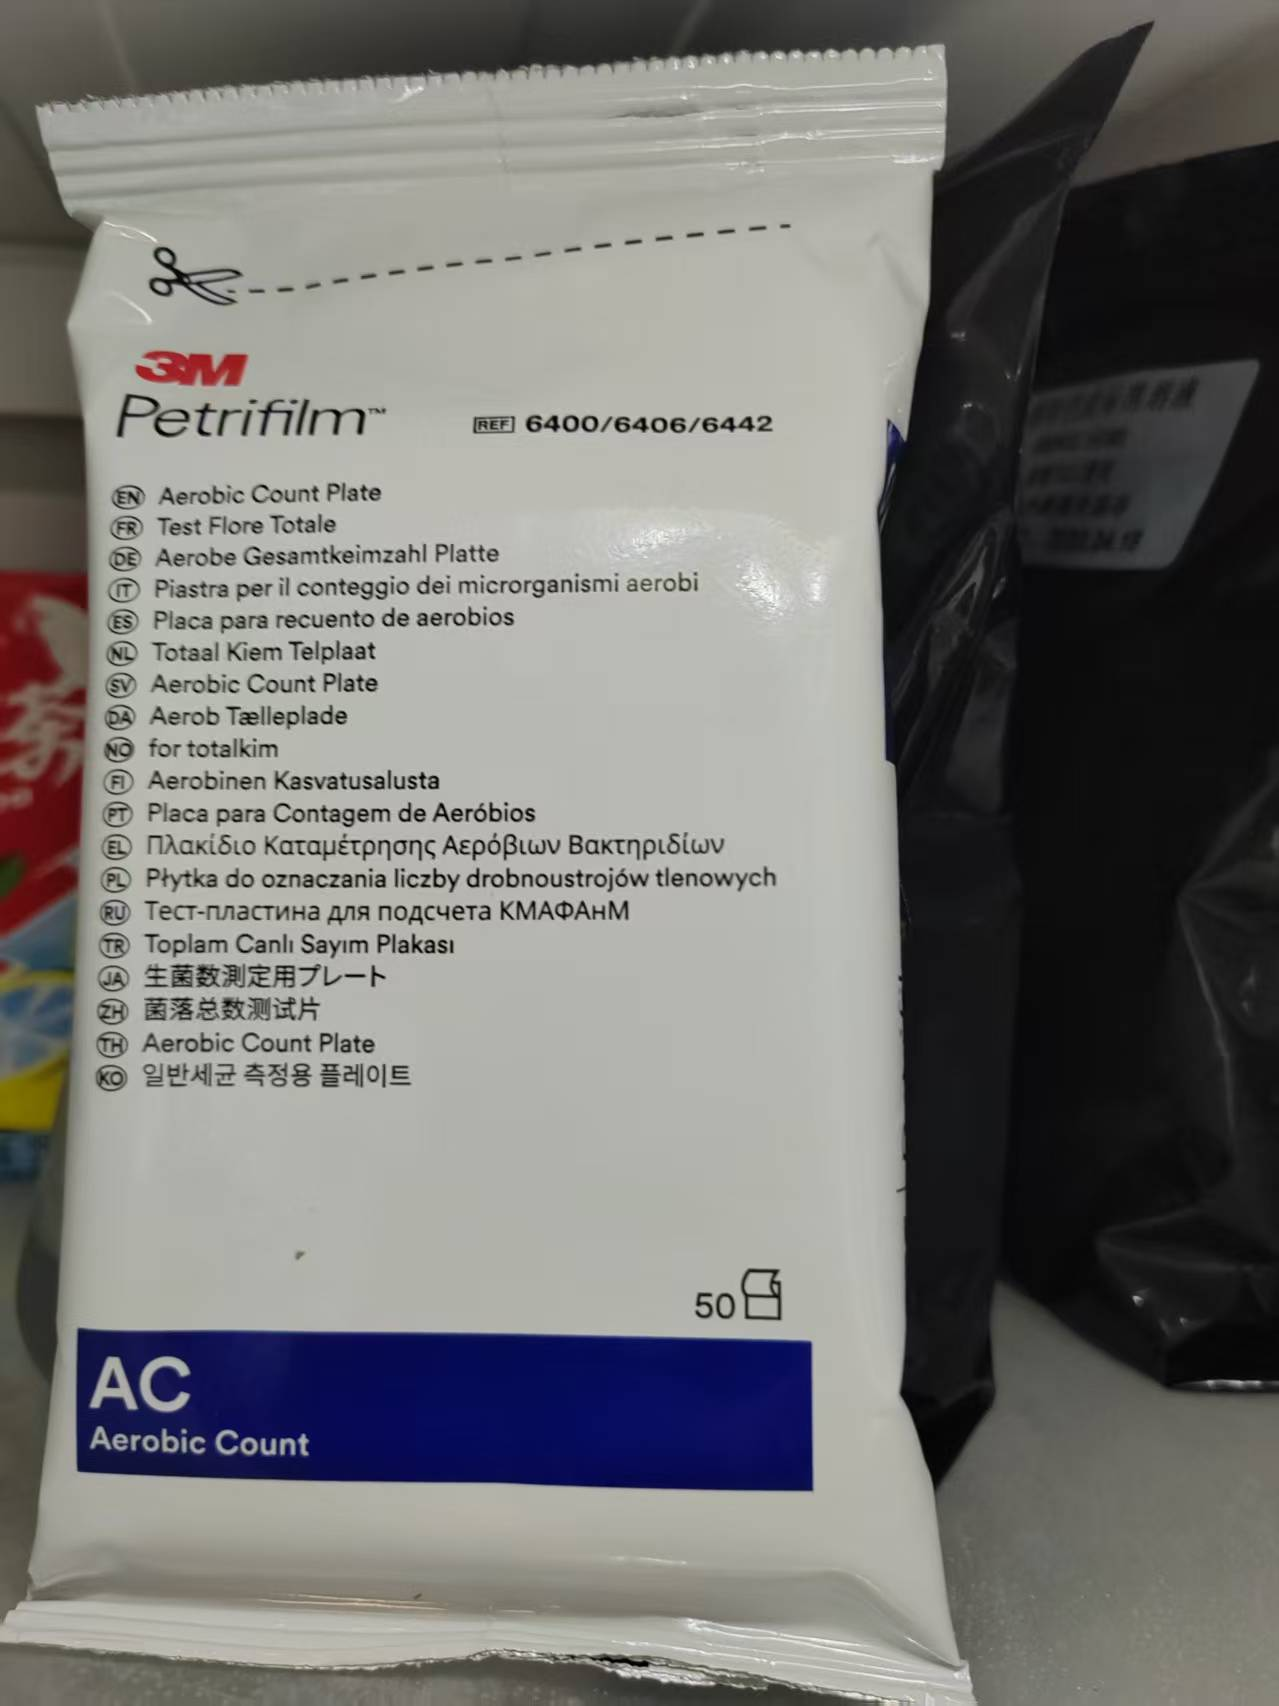 3M
Petrifilm™
REF 6400/6406/6442
EN Aerobic Count Plate
FR Test Flore Totale
DE Aerobe Gesamtkeimzahl Platte
IT Piastra per il conteggio dei microrganismi aerobi
ES Placa para recuento de aerobios
NL Totaal Kiem Telplaat
SV Aerobic Count Plate
DA Aerob Tælleplade
NO for totalkim
FI Aerobinen Kasvatusalusta
PT Placa para Contagem de Aeróbios
EL Πλακίδιο Καταμέτρησης Αερόβιων Βακτηριδίων
PL Płytka do oznaczania liczby drobnoustrojów tlenowych
RU Тест-пластина для подсчета КМАФАнМ
TR Toplam Canlı Sayım Plakası
JA 生菌数測定用プレート
ZH 菌落总数测试片
TH Aerobic Count Plate
KO 일반세균 측정용 플레이트
50
AC
Aerobic Count